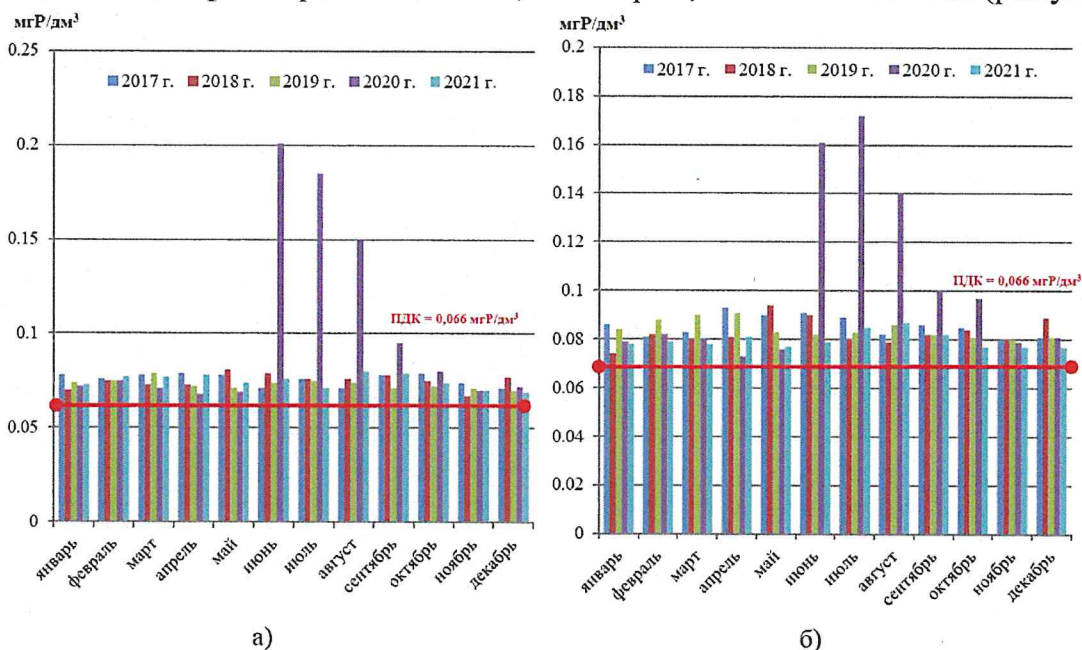 мгР/дм³
0.25
2017 г. 2018 г. 2019 г. 2020 г. 2021 г.
0.2
0.15
0.1
0.05
0
ПДК = 0,066 мгР/дм³
январь
февраль
март
апрель
май
июнь
июль
август
сентябрь
октябрь
ноябрь
декабрь
а)
мгР/дм³
0.2
2017 г. 2018 г. 2019 г. 2020 г. 2021 г.
0.18
0.16
0.14
0.12
0.1
0.08
0.06
0.04
0.02
0
ПДК = 0,066 мгР/дм³
январь
февраль
март
апрель
май
июнь
июль
август
сентябрь
октябрь
ноябрь
декабрь
б)